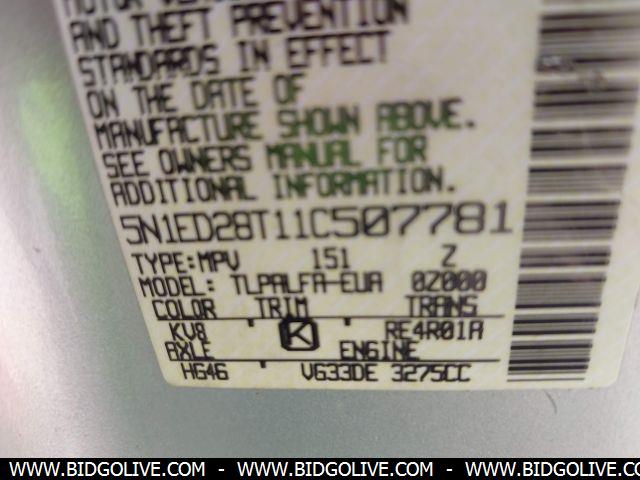 MOTOR
AND THEFT PREVENTION
STANDARDS IN EFFECT
ON THE DATE OF
MANUFACTURE SHOWN ABOVE.
SEE OWNERS MANUAL FOR
ADDITIONAL INFORMATION.
5N1ED28T11C507781
TYPE:MPV 151 Z
MODEL: TLPALFA-EUA 0Z000
COLOR TRIM TRANS
KV8 K RE4R01A
AXLE ENGINE
HG46 VG33DE 3275CC
WWW.BIDGOLIVE.COM - WWW.BIDGOLIVE.COM - WWW.BIDGOLIVE.COM